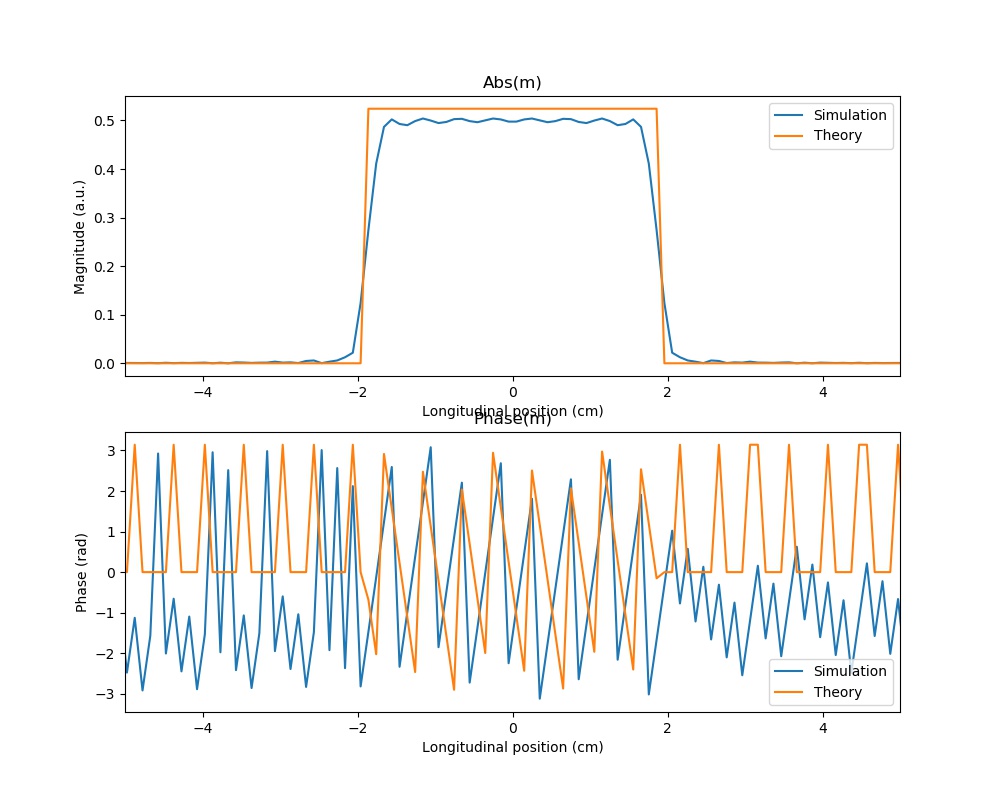 Abs(m)
Magnitude (a.u.)
0.5
0.4
0.3
0.2
0.1
0.0
Simulation
Theory
−4 −2 0 2 4
Longitudinal position (cm)
Phase(m)
Phase (rad)
3
2
1
0
−1
−2
−3
Simulation
Theory
−4 −2 0 2 4
Longitudinal position (cm)